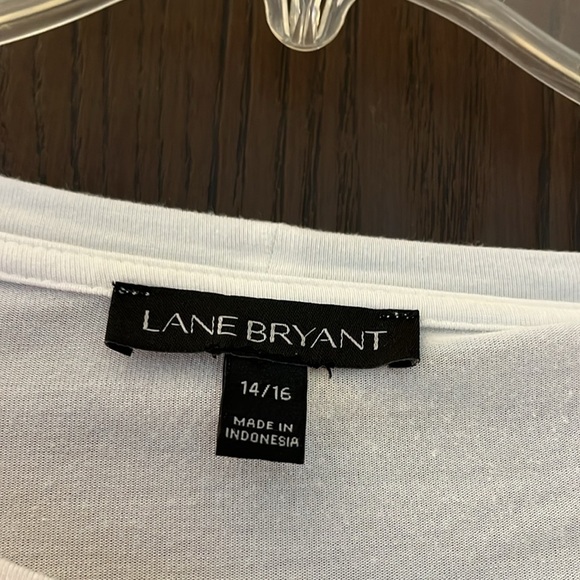 LANE BRYANT
14/16
MADE IN
INDONESIA